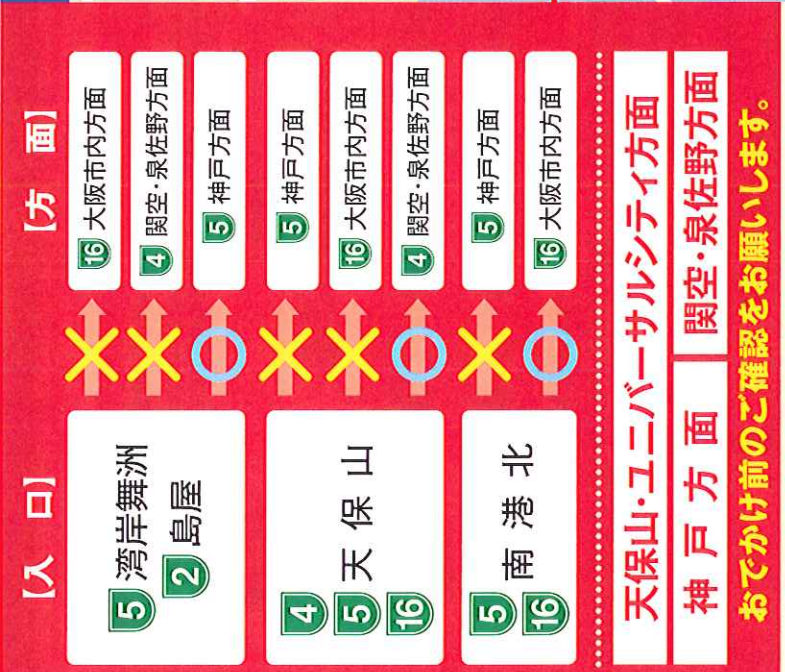 【入 口】
【方 面】
5 湾岸舞洲
2 島屋
16 大阪市内方面
4 関空・泉佐野方面
5 神戸方面
4
5 天保山
16
5 神戸方面
16 大阪市内方面
4 関空・泉佐野方面
5 南港北
16
5 神戸方面
16 大阪市内方面
天保山・ユニバーサルシティ方面
神戸方面
関空・泉佐野方面
おでかけ前のご確認をお願いします。